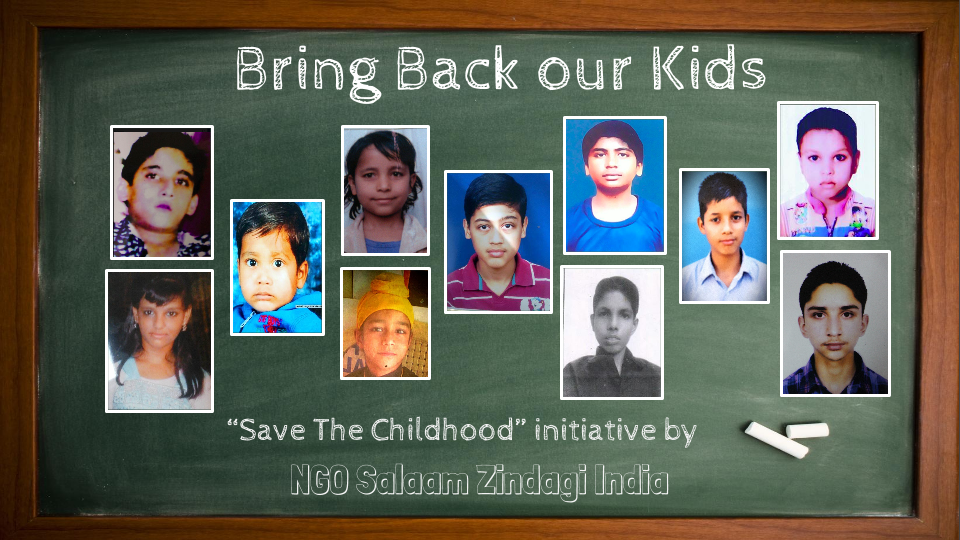 Bring Back our Kids
“Save The Childhood” initiative by
NGO Salaam Zindagi India